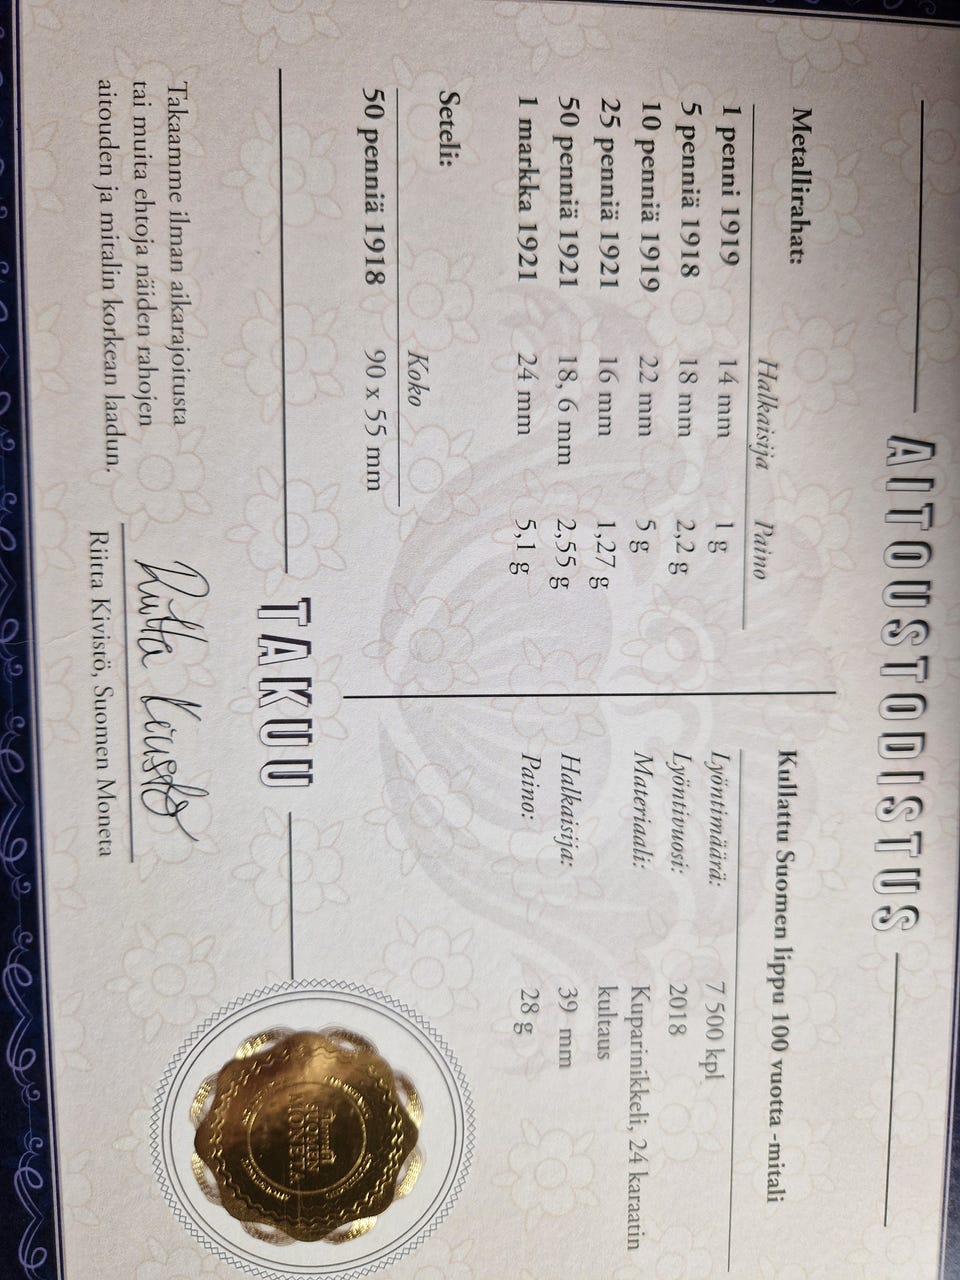 AITOUSTODISTUS
Metallirahat:
Halkaisija Paino
1 penni 1919 14 mm 1 g
5 penniä 1918 18 mm 2,2 g
10 penniä 1919 22 mm 5 g
25 penniä 1921 16 mm 1,27 g
50 penniä 1921 18, 6 mm 2,55 g
1 markka 1921 24 mm 5,1 g
Seteli:
Koko
50 penniä 1918 90 x 55 mm
Kullattu Suomen lippu 100 vuotta -mitali
Lyöntimäärä: 7 500 kpl
Lyöntivuosi: 2018
Materiaali: Kuparinikkeli, 24 karaatin
kultaus
Halkaisija: 39 mm
Paino: 28 g
TAKUU
Takaamme ilman aikarajoitusta
tai muita ehtoja näiden rahojen
aitouden ja mitalin korkean laadun.
Riitta Kivistö
Riitta Kivistö, Suomen Moneta
SUOMEN
MONETA